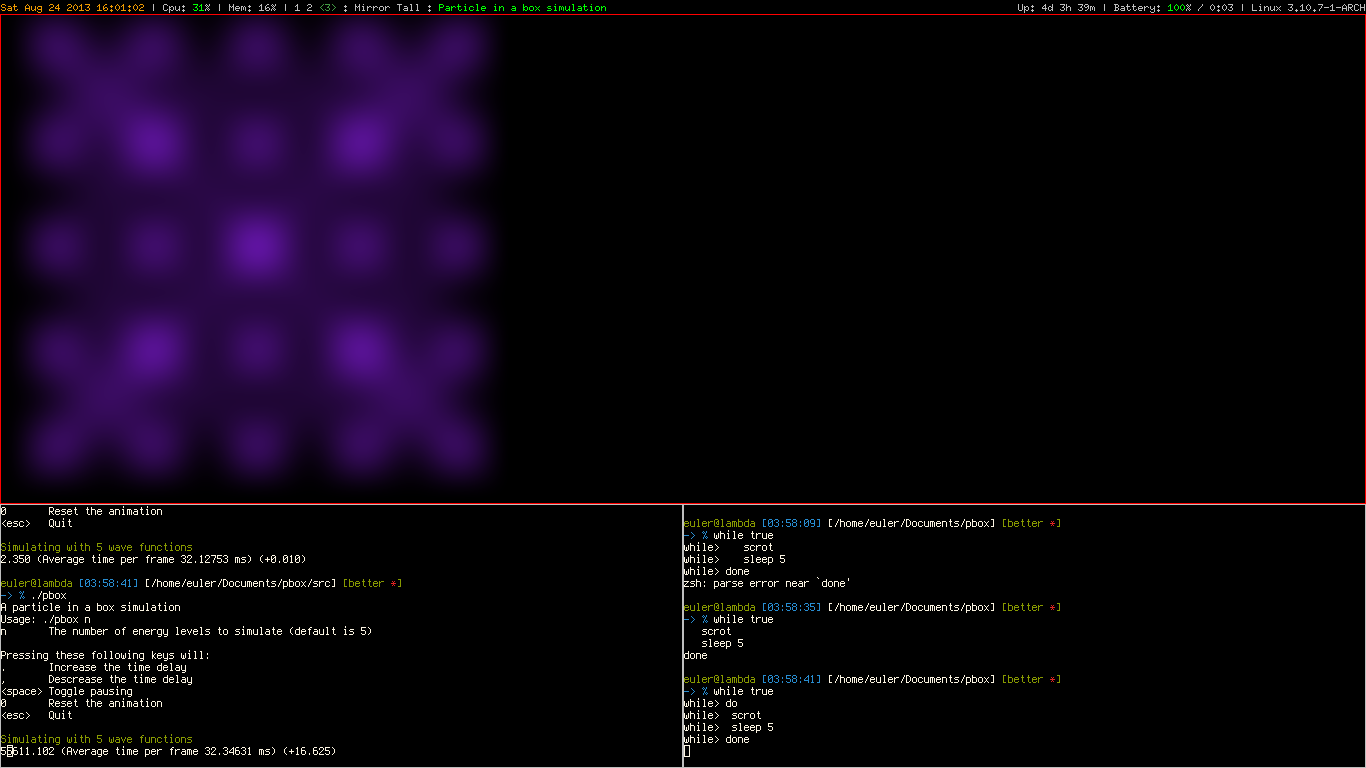 Sat Aug 24 2013 16:01:02 | Cpu: 31% | Mem: 16% | 1 2 <3> : Mirror Tall : Particle in a box simulation Up: 4d 3h 39m | Battery: 100% / 0:03 | Linux 3.10.7-1-ARCH
0 Reset the animation
<esc> Quit
Simulating with 5 wave functions
2.350 (Average time per frame 32.12753 ms) (+0.010)
euler@lambda [03:58:41] [/home/euler/Documents/pbox/src] [better *]
-> % ./pbox
A particle in a box simulation
Usage: ./pbox n
n The number of energy levels to simulate (default is 5)
Pressing these following keys will:
. Increase the time delay
, Descrease the time delay
<space> Toggle pausing
0 Reset the animation
<esc> Quit
Simulating with 5 wave functions
55611.102 (Average time per frame 32.34631 ms) (+16.625)
euler@lambda [03:58:09] [/home/euler/Documents/pbox] [better *]
-> % while true
while> scrot
while> sleep 5
while> done
zsh: parse error near `done'
euler@lambda [03:58:35] [/home/euler/Documents/pbox] [better *]
-> % while true
scrot
sleep 5
done
euler@lambda [03:58:41] [/home/euler/Documents/pbox] [better *]
-> % while true
while> do
while> scrot
while> sleep 5
while> done